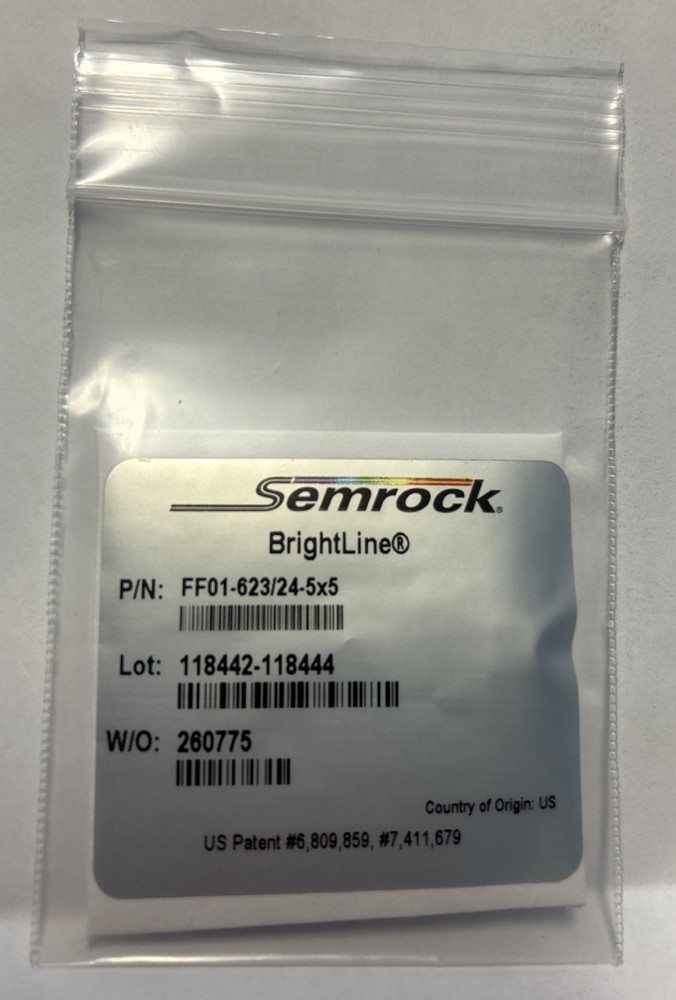 Semrock®
BrightLine®
P/N: FF01-623/24-5x5
Lot: 118442-118444
W/O: 260775
Country of Origin: US
US Patent #6,809,859, #7,411,679